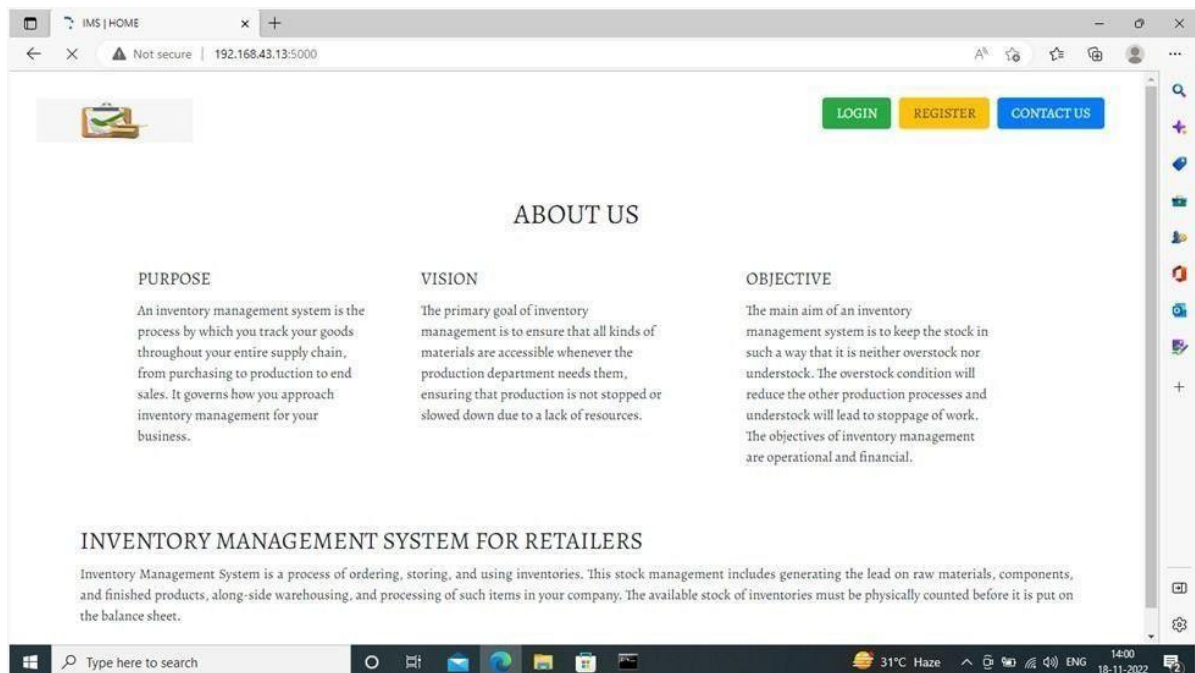 IMS | HOME
Not secure | 192.168.43.13:5000
LOGIN REGISTER CONTACT US
ABOUT US
PURPOSE
An inventory management system is the
process by which you track your goods
throughout your entire supply chain,
from purchasing to production to end
sales. It governs how you approach
inventory management for your
business.
VISION
The primary goal of inventory
management is to ensure that all kinds of
materials are accessible whenever the
production department needs them,
ensuring that production is not stopped or
slowed down due to a lack of resources.
OBJECTIVE
The main aim of an inventory
management system is to keep the stock in
such a way that it is neither overstock nor
understock. The overstock condition will
reduce the other production processes and
understock will lead to stoppage of work.
The objectives of inventory management
are operational and financial.
INVENTORY MANAGEMENT SYSTEM FOR RETAILERS
Inventory Management System is a process of ordering, storing, and using inventories. This stock management includes generating the lead on raw materials, components,
and finished products, along-side warehousing, and processing of such items in your company. The available stock of inventories must be physically counted before it is put on
the balance sheet.
Type here to search
31°C Haze
ENG
14:00
18-11-2022
2